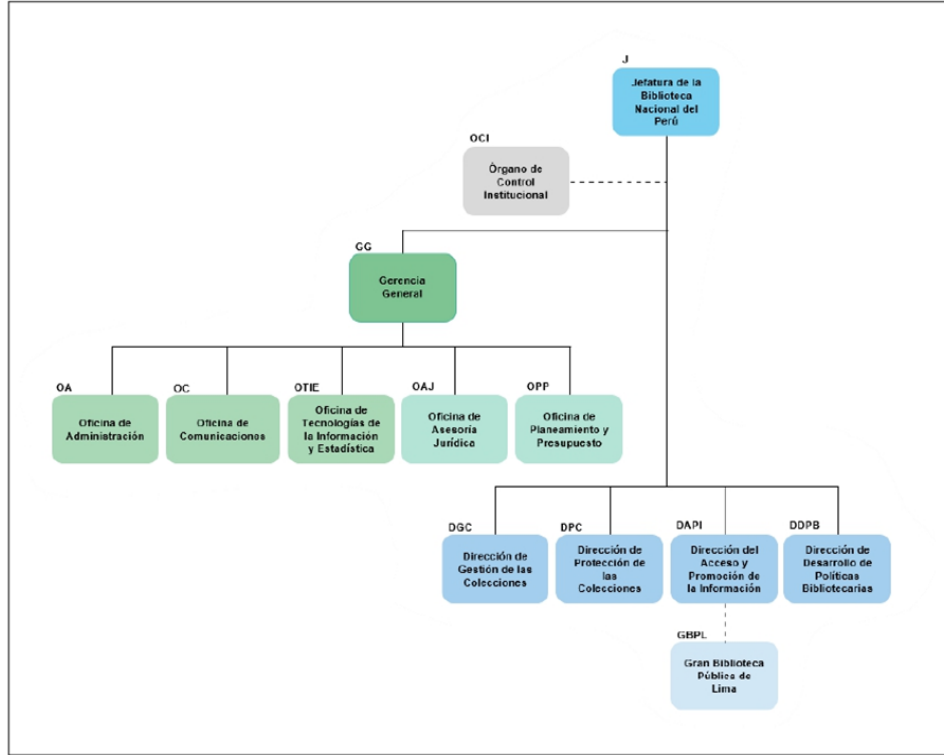 J
Jefatura de la
Biblioteca
Nacional del
Perú
OCI
Órgano de
Control
Institucional
GG
Gerencia
General
OA
Oficina de
Administración
OC
Oficina de
Comunicaciones
OTIE
Oficina de
Tecnologías de
la Información
y Estadística
OAJ
Oficina de
Asesoría
Jurídica
OPP
Oficina de
Planeamiento y
Presupuesto
DGC
Dirección de
Gestión de las
Colecciones
DPC
Dirección de
Protección de
las
Colecciones
DAPI
Dirección del
Acceso y
Promoción de
la Información
DDPB
Dirección de
Desarrollo de
Políticas
Bibliotecarias
GBPL
Gran Biblioteca
Pública de
Lima